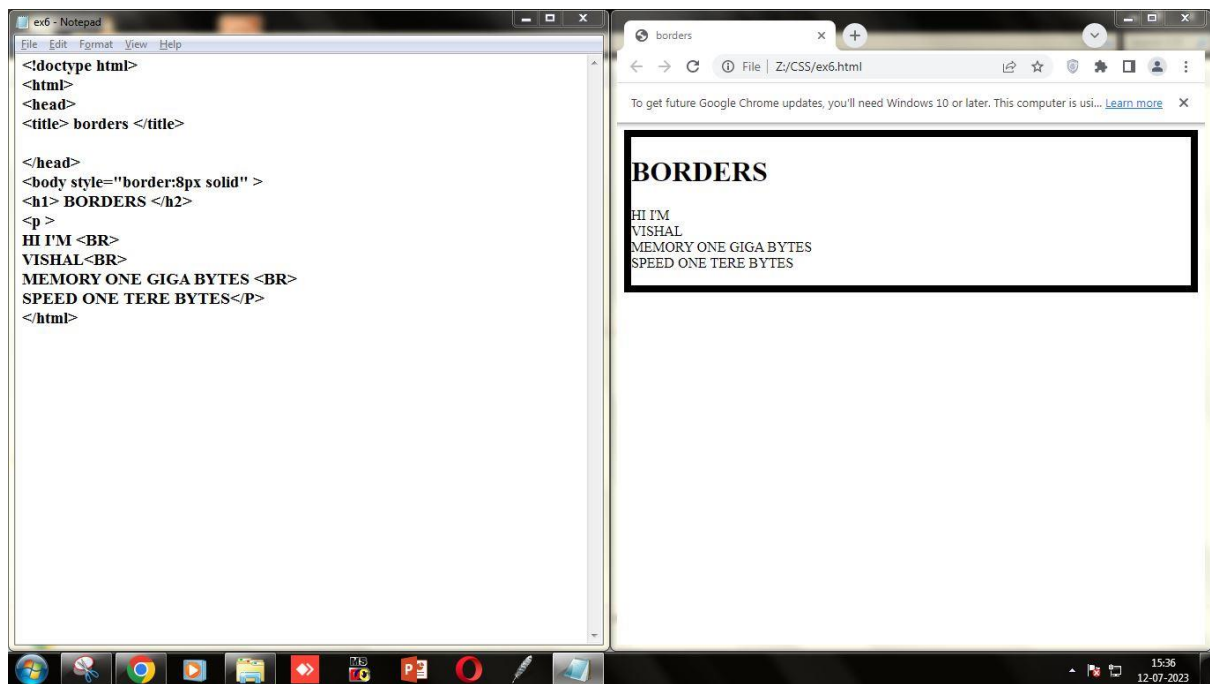 ex6 - Notepad
File Edit Format View Help
<!doctype html>
<html>
<head>
<title> borders </title>
</head>
<body style="border:8px solid" >
<h1> BORDERS </h2>
<p >
HI I'M <BR>
VISHAL<BR>
MEMORY ONE GIGA BYTES <BR>
SPEED ONE TERE BYTES</P>
</html>
borders
File | Z:/CSS/ex6.html
To get future Google Chrome updates, you'll need Windows 10 or later. This computer is usi... Learn more
BORDERS
HI I'M
VISHAL
MEMORY ONE GIGA BYTES
SPEED ONE TERE BYTES
MS
15:36
12-07-2023